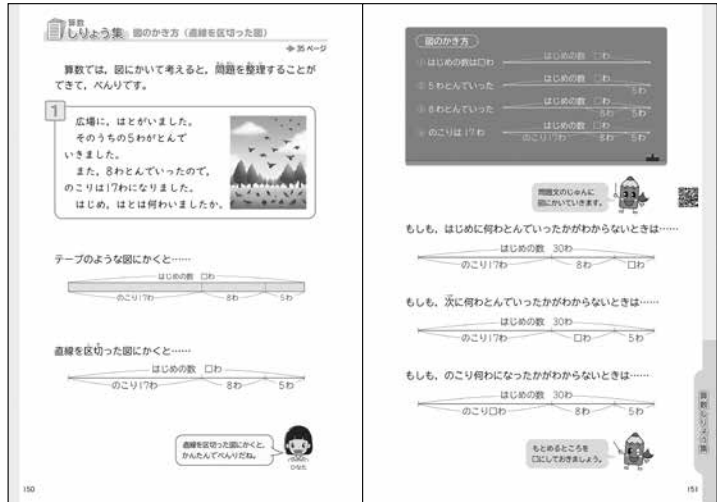 算数
しりょう集 図のかき方（直線を区切った図）
35ページ
算数では，図にかいて考えると，問題を整理することが
できて，べんりです。
1
広場に，はとがいました。
そのうちの5わがとんで
いきました。
また，8わとんでいったので，
のこりは17わになりました。
はじめ，はとは何わいましたか。
テープのような図にかくと……
はじめの数 □わ
のこり17わ 8わ 5わ
直線を区切った図にかくと……
はじめの数 □わ
のこり17わ 8わ 5わ
直線を区切った図にかくと，
かんたんでべんりだね。
ひなた
150
図のかき方
① はじめの数は□わ
はじめの数 □わ
② 5わとんでいった
はじめの数 □わ
5わ
③ 8わとんでいった
はじめの数 □わ
8わ 5わ
④ のこりは17わ
はじめの数 □わ
のこり17わ 8わ 5わ
問題文のじゅんに
図にかいていきます。
もしも，はじめに何わとんでいったかがわからないときは……
はじめの数 30わ
のこり17わ 8わ □わ
もしも，次に何わとんでいったかがわからないときは……
はじめの数 30わ
のこり17わ □わ 5わ
もしも，のこり何わになったかがわからないときは……
はじめの数 30わ
のこり□わ 8わ 5わ
もとめるところを
□にしておきましょう。
算数しりょう集
151